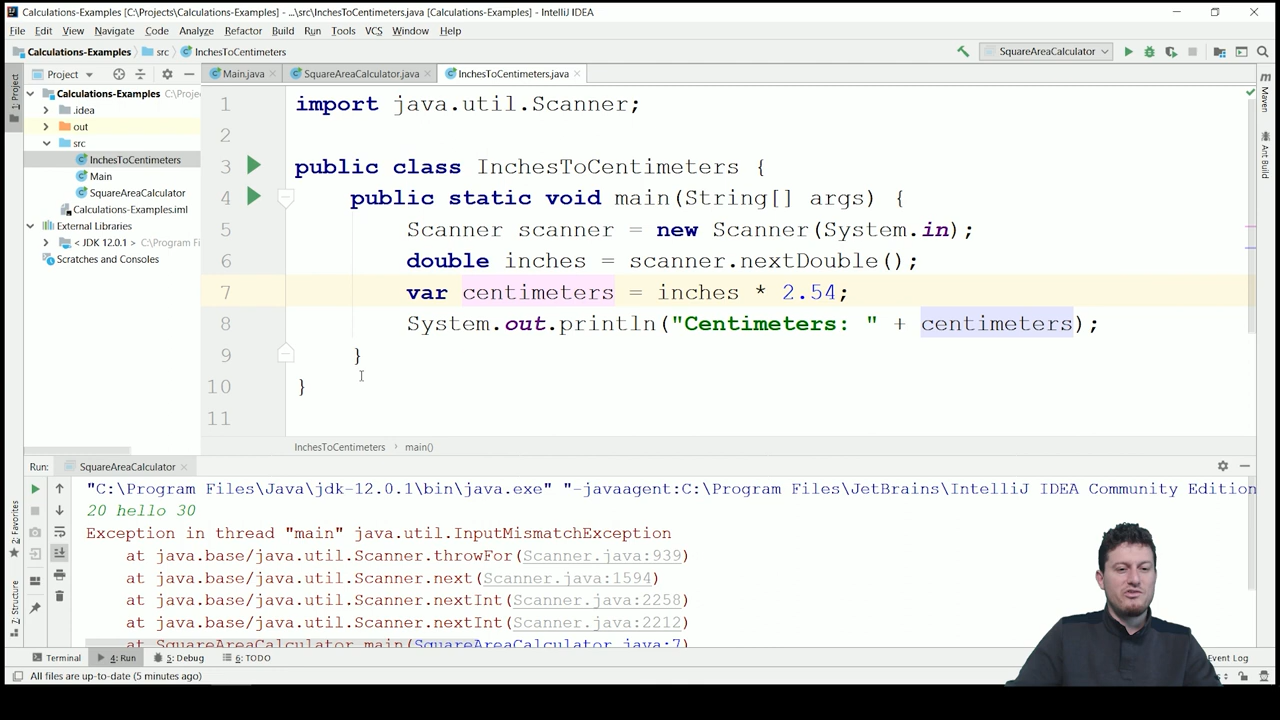 Calculations-Examples [C:\Projects\Calculations-Examples] - ...\src\InchesToCentimeters.java [Calculations-Examples] - IntelliJ IDEA
File Edit View Navigate Code Analyze Refactor Build Run Tools VCS Window Help
Calculations-Examples src InchesToCentimeters SquareAreaCalculator
Project Main.java SquareAreaCalculator.java InchesToCentimeters.java
1: Project
Calculations-Examples C:\Proje
.idea
out
src
InchesToCentimeters
Main
SquareAreaCalculator
Calculations-Examples.iml
External Libraries
< JDK 12.0.1 > C:\Program Fi
Scratches and Consoles
1 import java.util.Scanner;
2
3 public class InchesToCentimeters {
4 public static void main(String[] args) {
5 Scanner scanner = new Scanner(System.in);
6 double inches = scanner.nextDouble();
7 var centimeters = inches * 2.54;
8 System.out.println("Centimeters: " + centimeters);
9 }
10 }
11
m Maven
Ant Build
InchesToCentimeters main()
Run: SquareAreaCalculator
"C:\Program Files\Java\jdk-12.0.1\bin\java.exe" "-javaagent:C:\Program Files\JetBrains\IntelliJ IDEA Community Edition
20 hello 30
Exception in thread "main" java.util.InputMismatchException
at java.base/java.util.Scanner.throwFor(Scanner.java:939)
at java.base/java.util.Scanner.next(Scanner.java:1594)
at java.base/java.util.Scanner.nextInt(Scanner.java:2258)
at java.base/java.util.Scanner.nextInt(Scanner.java:2212)
at SquareAreaCalculator.main(SquareAreaCalculator.java:7)
2: Favorites
7: Structure
Terminal 4: Run 5: Debug 6: TODO Event Log
All files are up-to-date (5 minutes ago)